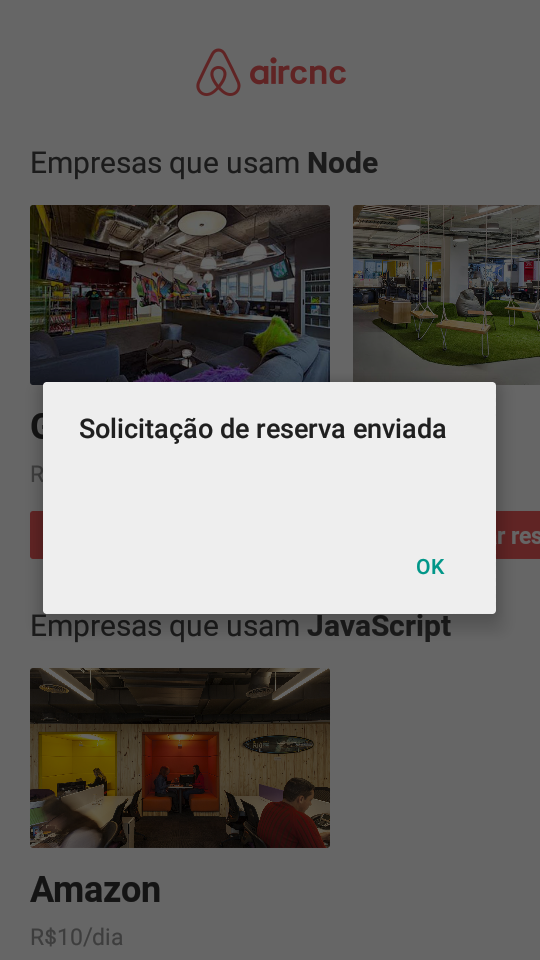 aircnc
Empresas que usam Node
G
R
Solicitação de reserva enviada
r res
OK
Empresas que usam JavaScript
Amazon
R$10/dia